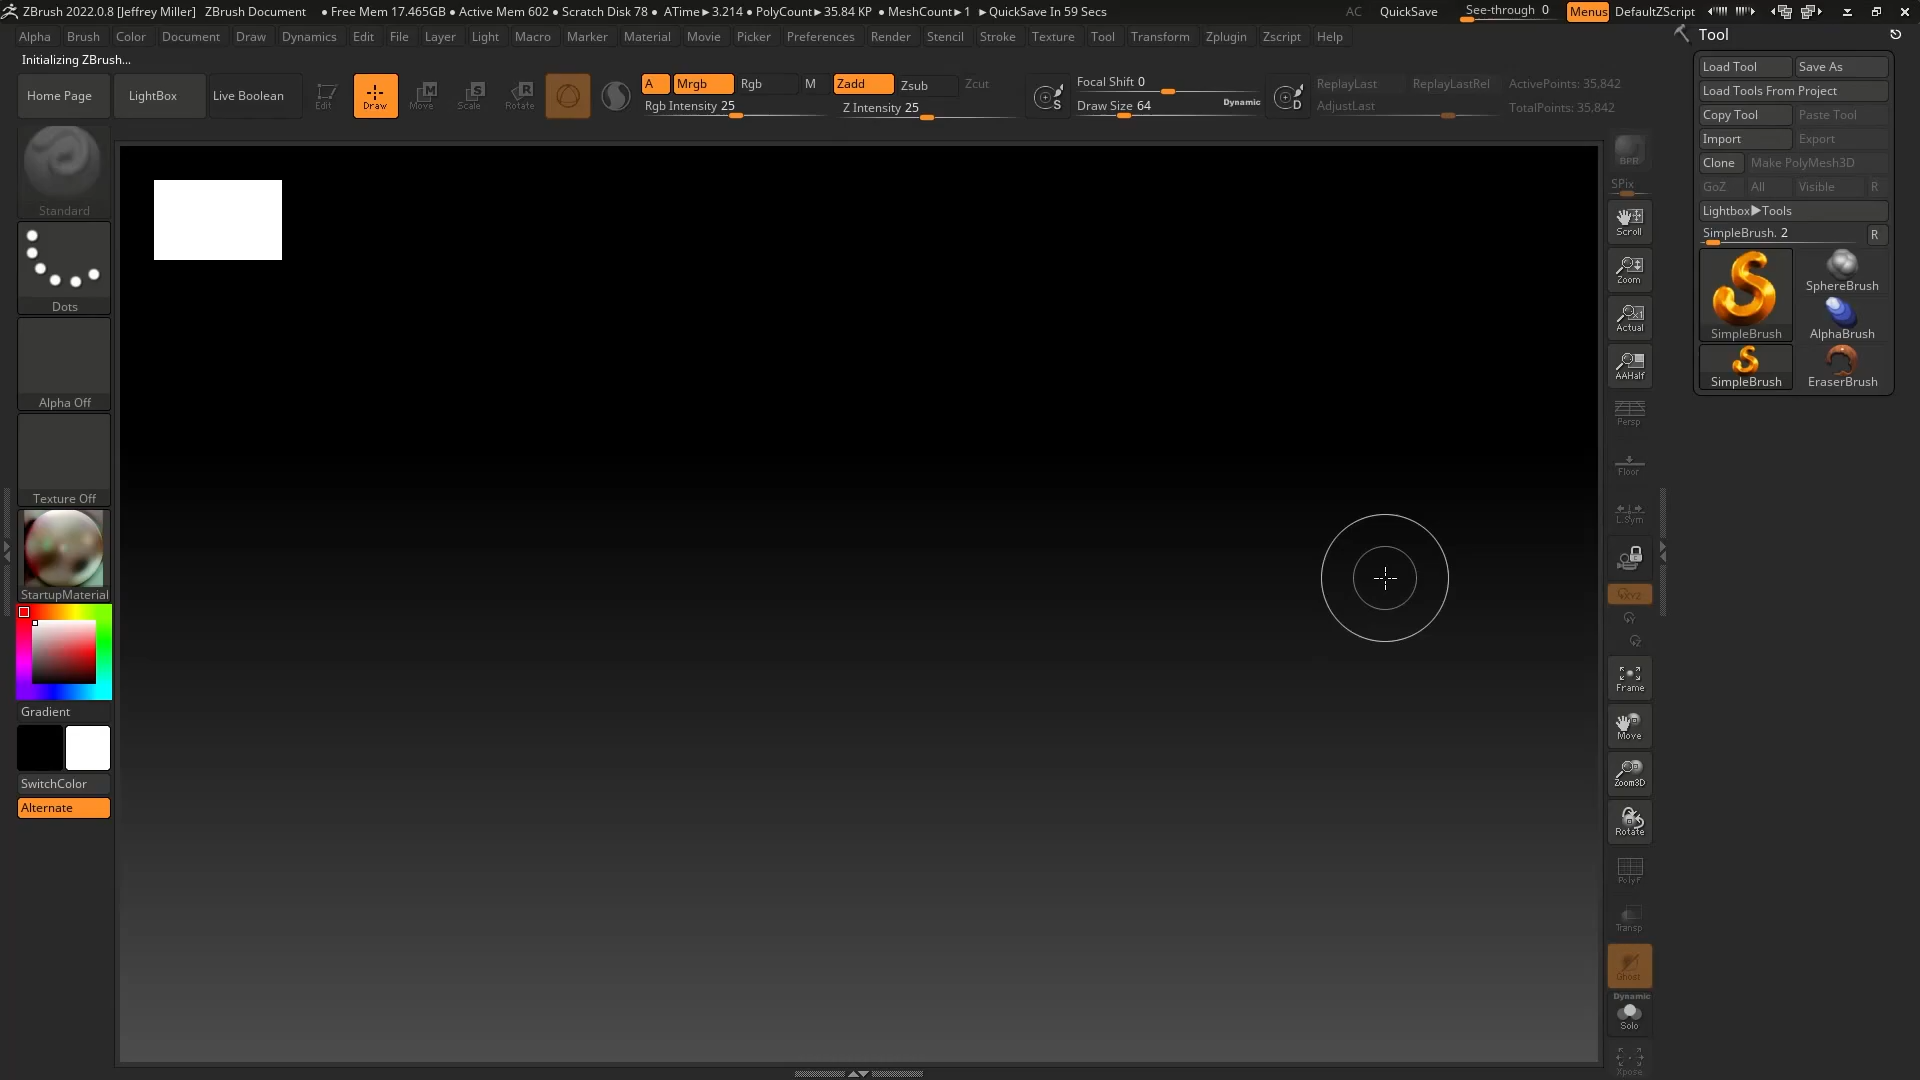 ZBrush 2022.0.8 [Jeffrey Miller] ZBrush Document • Free Mem 17.465GB • Active Mem 602 • Scratch Disk 78 • ATime►3.214 • PolyCount►35.84 KP • MeshCount►1 ►QuickSave In 59 Secs AC QuickSave See-through 0 Menus DefaultZScript
Alpha Brush Color Document Draw Dynamics Edit File Layer Light Macro Marker Material Movie Picker Preferences Render Stencil Stroke Texture Tool Transform Zplugin Zscript Help
Initializing ZBrush...
Home Page LightBox Live Boolean
Edit Draw Move Scale Rotate
A Mrgb Rgb M
Rgb Intensity 25
Zadd Zsub Zcut
Z Intensity 25
S
Focal Shift 0
Draw Size 64 Dynamic
D
ReplayLast ReplayLastRel
AdjustLast
ActivePoints: 35,842
TotalPoints: 35,842
Standard
Dots
Alpha Off
Texture Off
StartupMaterial
Gradient
SwitchColor
Alternate
BPR
SPix
Scroll
Zoom
Actual
AAHalf
Persp
Floor
L.Sym
XYZ
Y
Z
Frame
Move
Zoom3D
Rotate
PolyF
Transp
Ghost
Dynamic
Solo
Xpose
Tool
Load Tool Save As
Load Tools From Project
Copy Tool Paste Tool
Import Export
Clone Make PolyMesh3D
GoZ All Visible R
Lightbox►Tools
SimpleBrush. 2 R
SimpleBrush SphereBrush
AlphaBrush
SimpleBrush EraserBrush